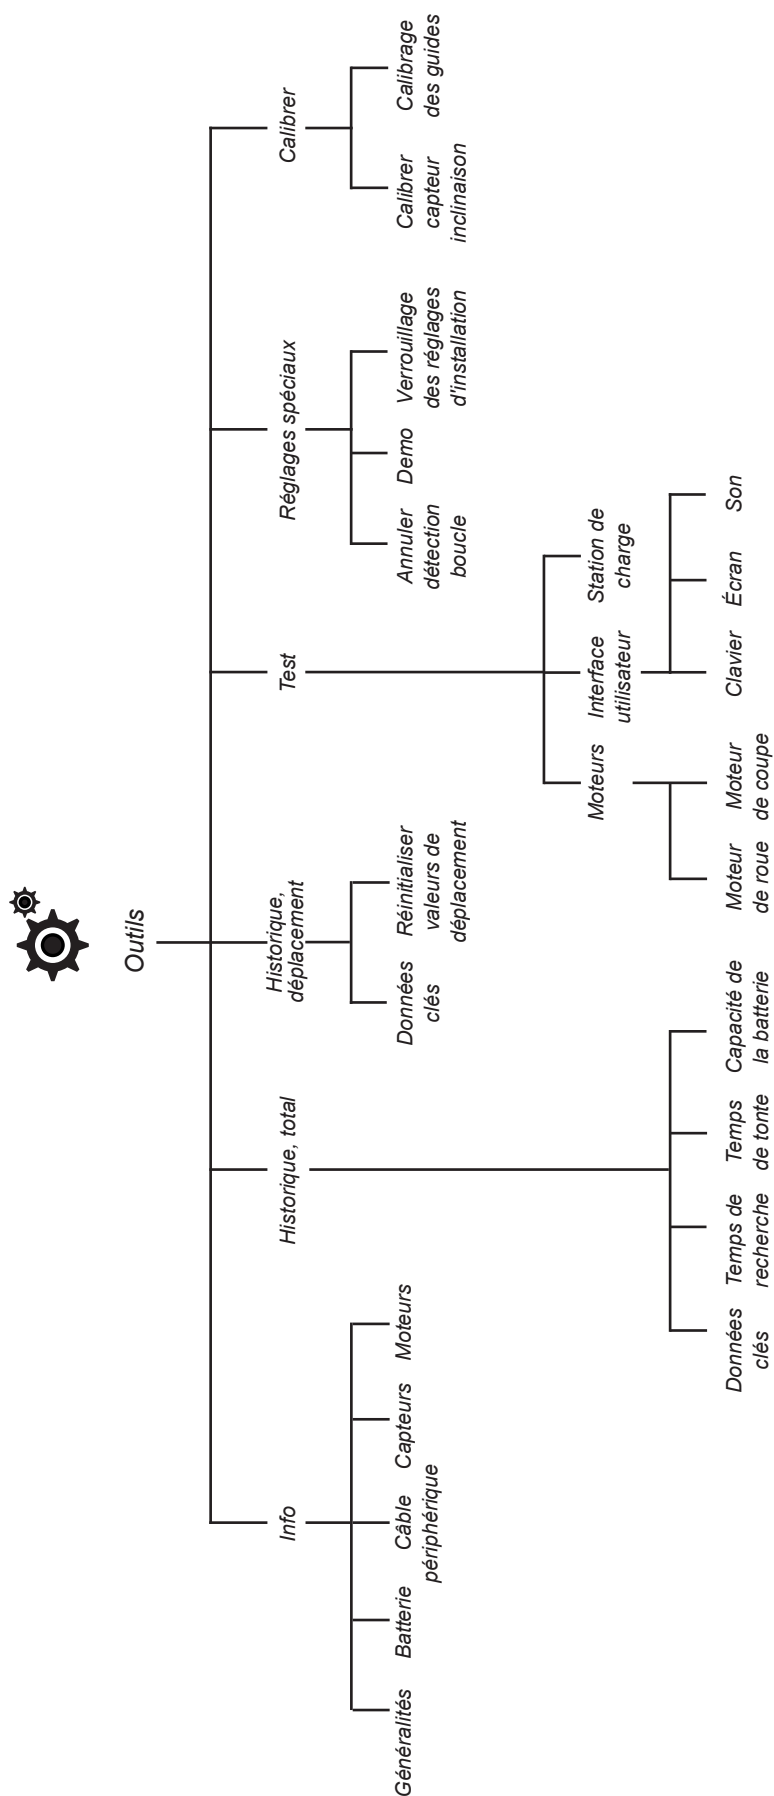 Outils
Info
Généralités
Batterie
Câble
périphérique
Capteurs
Moteurs
Historique, total
Données
clés
Temps de
recherche
Temps
de tonte
Capacité de
la batterie
Historique,
déplacement
Données
clés
Réinitialiser
valeurs de
déplacement
Test
Moteurs
Moteur
de roue
Moteur
de coupe
Interface
utilisateur
Clavier
Écran
Son
Station de
charge
Réglages spéciaux
Annuler
détection
boucle
Demo
Verrouillage
des réglages
d'installation
Calibrer
Calibrer
capteur
inclinaison
Calibrage
des guides